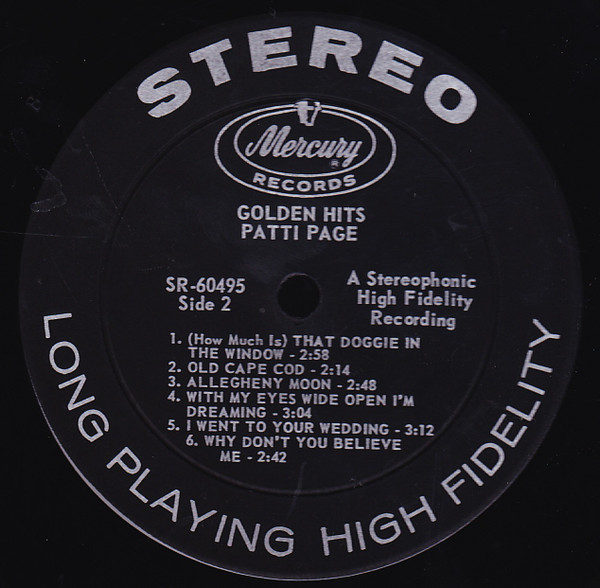 STEREO
Mercury
R
RECORDS
GOLDEN HITS
PATTI PAGE
SR-60495
Side 2
A Stereophonic
High Fidelity
Recording
1. (How Much Is) THAT DOGGIE IN
THE WINDOW - 2:58
2. OLD CAPE COD - 2:14
3. ALLEGHENY MOON - 2:48
4. WITH MY EYES WIDE OPEN I'M
DREAMING - 3:04
5. I WENT TO YOUR WEDDING - 3:12
6. WHY DON'T YOU BELIEVE
ME - 2:42
LONG PLAYING HIGH FIDELITY